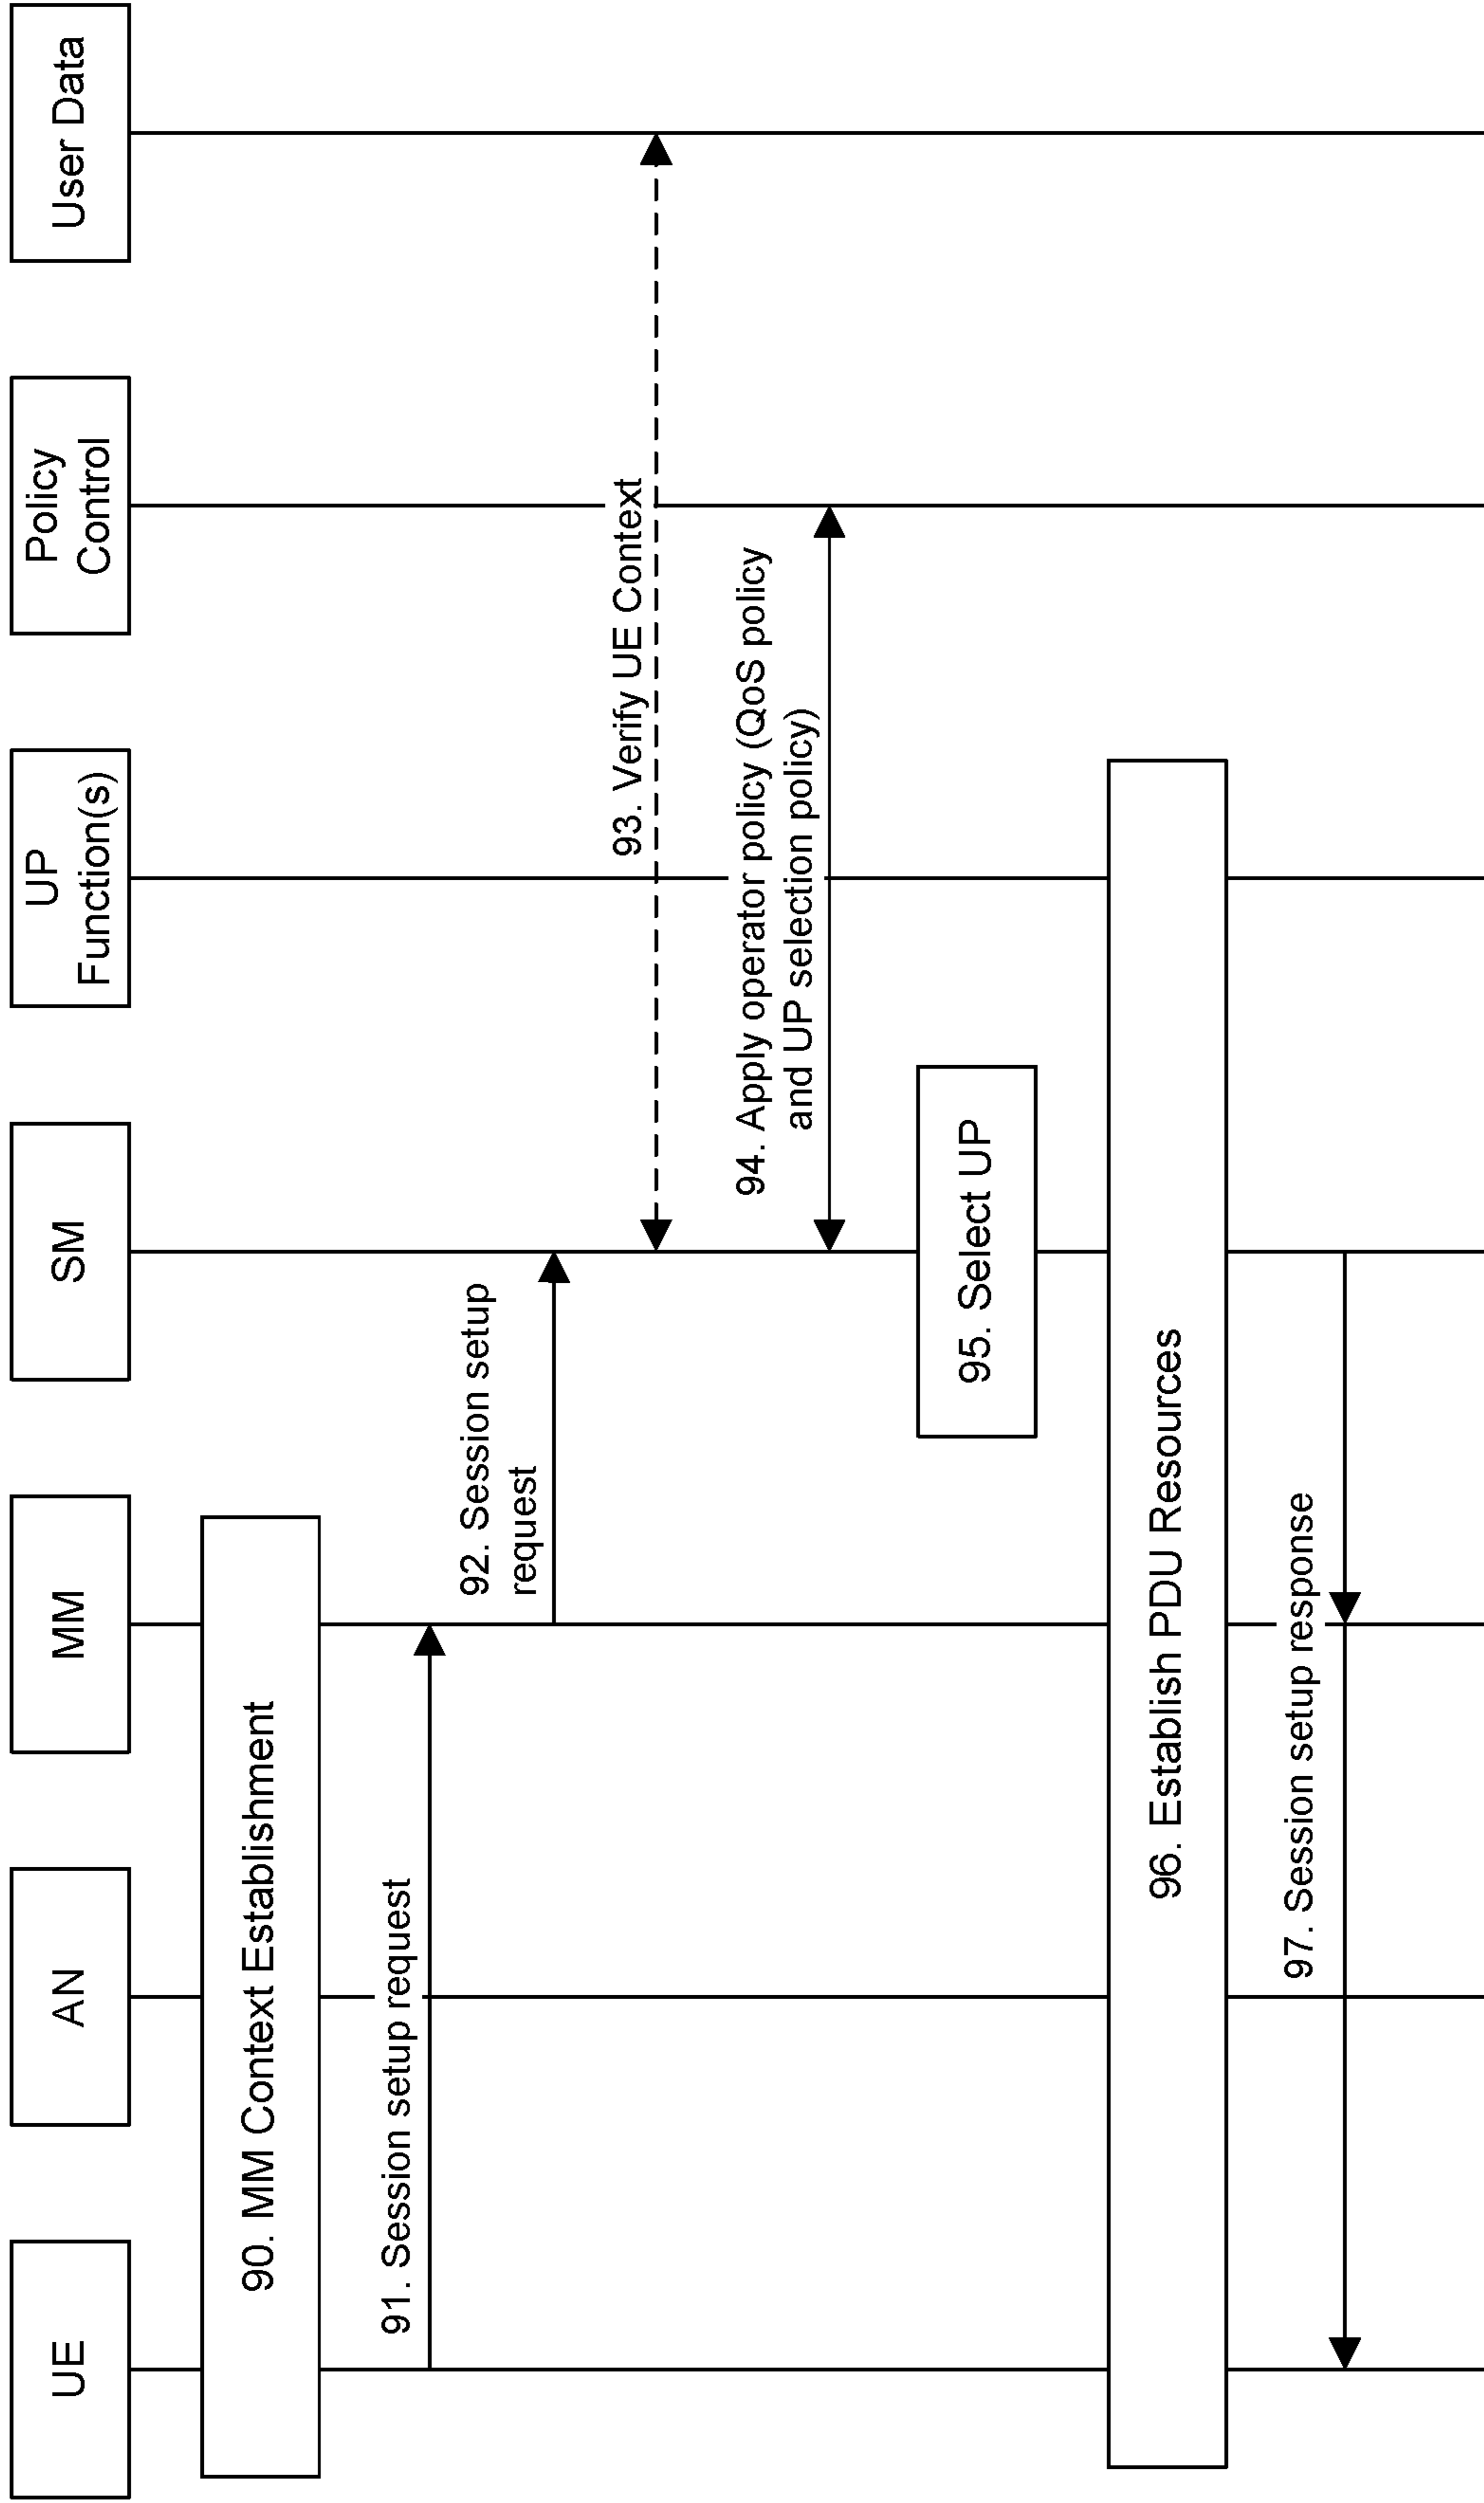 UE
AN
MM
SM
UP
Function(s)
Policy
Control
User Data
90. MM Context Establishment
91. Session setup request
92. Session setup
request
93. Verify UE Context
94. Apply operator policy (QoS policy
and UP selection policy)
95. Select UP
96. Establish PDU Resources
97. Session setup response